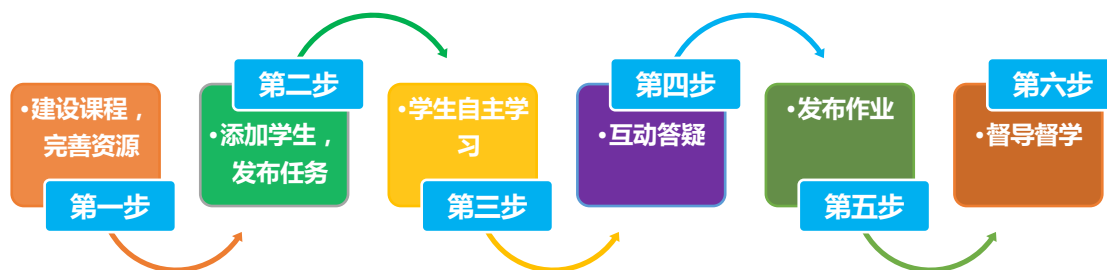 •建设课程，
完善资源
第一步
第二步
•添加学生，
发布任务
•学生自主学
习
第三步
第四步
•互动答疑
•发布作业
第五步
第六步
•督导督学